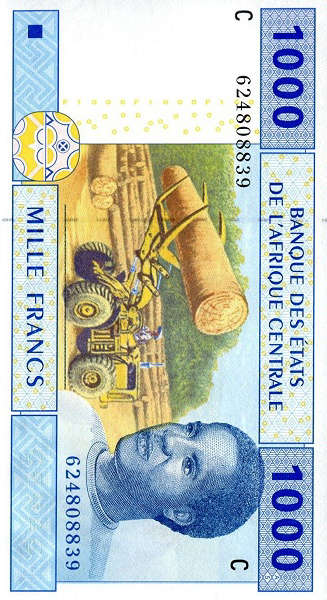 1000
BANQUE DES ÉTATS
DE L'AFRIQUE CENTRALE
1000
C
624808839
C
624808839
MILLE FRANCS